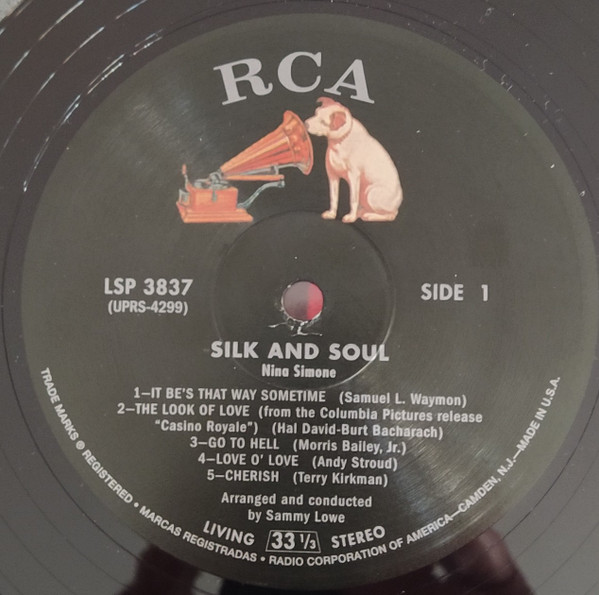 RCA
LSP 3837
(UPRS-4299)
SIDE 1
SILK AND SOUL
Nina Simone
1—IT BE'S THAT WAY SOMETIME (Samuel L. Waymon)
2—THE LOOK OF LOVE (from the Columbia Pictures release
"Casino Royale") (Hal David-Burt Bacharach)
3—GO TO HELL (Morris Bailey, Jr.)
4—LOVE O' LOVE (Andy Stroud)
5—CHERISH (Terry Kirkman)
Arranged and conducted
by Sammy Lowe
LIVING 33 1/3 STEREO
TRADE MARKS ® REGISTERED • MARCAS REGISTRADAS • RADIO CORPORATION OF AMERICA—CAMDEN, N.J.—MADE IN U.S.A.